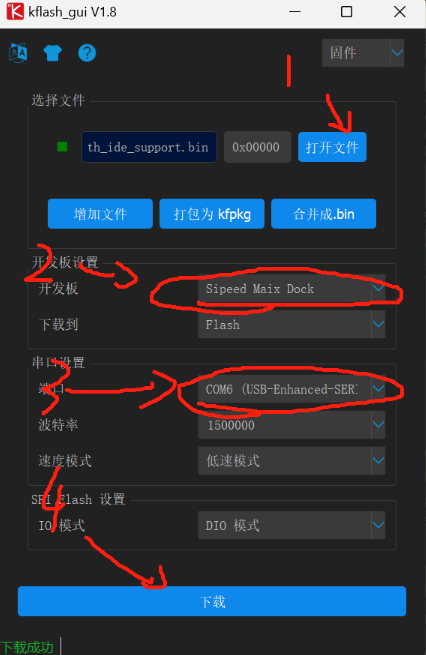 kflash_gui V1.8
固件
1
选择文件
th_ide_support.bin 0x00000 打开文件
增加文件 打包为 kfpkg 合并成.bin
2
开发板设置
开发板 Sipeed Maix Dock
下载到 Flash
3
串口设置
端口 COM6 (USB-Enhanced-SERI
波特率 1500000
速度模式 低速模式
4
SPI Flash 设置
IO 模式 DIO 模式
下载
下载成功